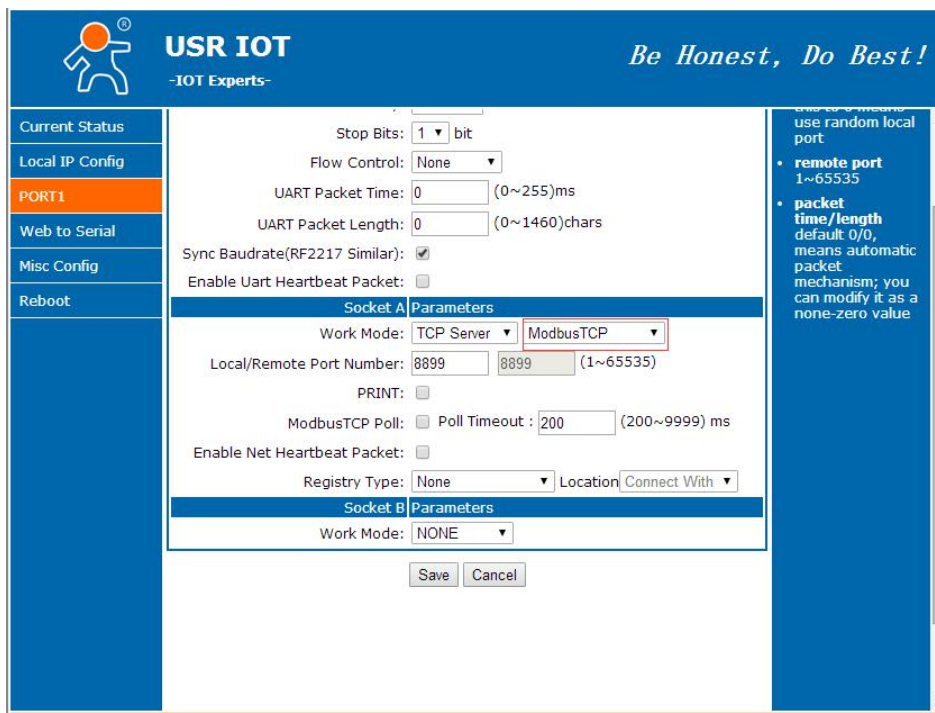 ®
USR IOT
-IOT Experts-
Be Honest, Do Best!
Current Status
Local IP Config
PORT1
Web to Serial
Misc Config
Reboot
Stop Bits: 1 bit
Flow Control: None
UART Packet Time: 0 (0~255)ms
UART Packet Length: 0 (0~1460)chars
Sync Baudrate(RF2217 Similar):
Enable Uart Heartbeat Packet:
Socket A Parameters
Work Mode: TCP Server ModbusTCP
Local/Remote Port Number: 8899 8899 (1~65535)
PRINT:
ModbusTCP Poll: Poll Timeout : 200 (200~9999) ms
Enable Net Heartbeat Packet:
Registry Type: None Location Connect With
Socket B Parameters
Work Mode: NONE
Save Cancel
this to 0 means
use random local
port
• remote port
1~65535
• packet
time/length
default 0/0,
means automatic
packet
mechanism; you
can modify it as a
none-zero value